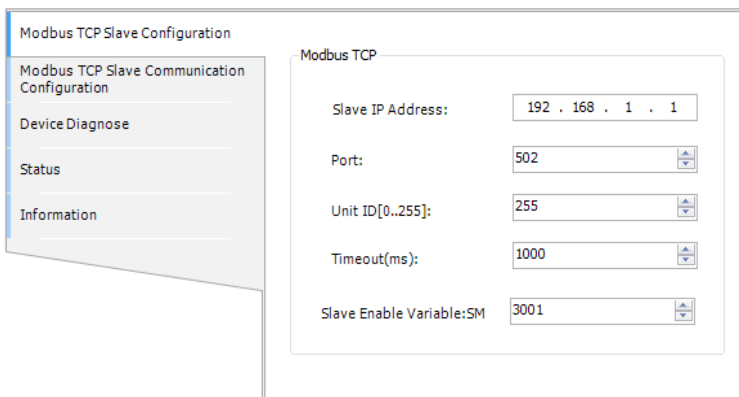 Modbus TCP Slave Configuration
Modbus TCP Slave Communication
Configuration
Device Diagnose
Status
Information
Modbus TCP
Slave IP Address: 192 . 168 . 1 . 1
Port: 502
Unit ID[0..255]: 255
Timeout(ms): 1000
Slave Enable Variable:SM 3001